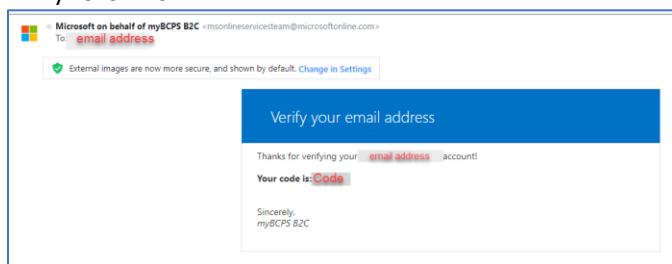 Microsoft on behalf of myBCPS B2C <msonlineservicesteam@microsoftonline.com>
To: email address
External images are now more secure, and shown by default. Change in Settings
Verify your email address
Thanks for verifying your email address account!
Your code is: Code
Sincerely,
myBCPS B2C